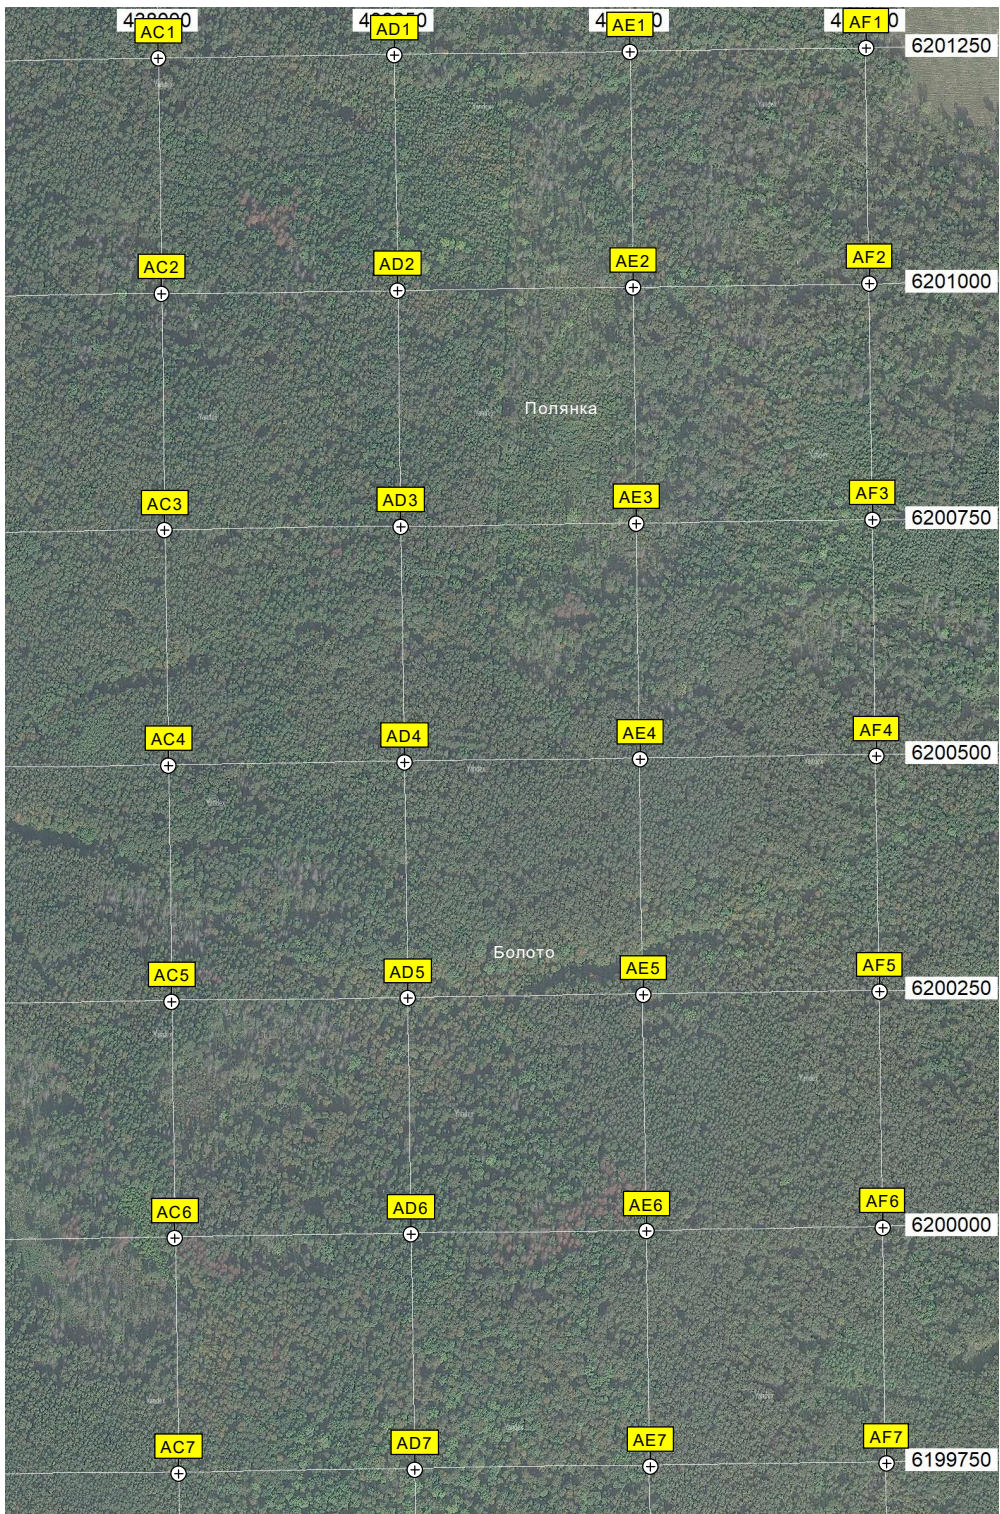 AC1
AD1
AE1
AF1
6201250
AC2
AD2
AE2
AF2
6201000
Полянка
AC3
AD3
AE3
AF3
6200750
AC4
AD4
AE4
AF4
6200500
Болото
AC5
AD5
AE5
AF5
6200250
AC6
AD6
AE6
AF6
6200000
AC7
AD7
AE7
AF7
6199750